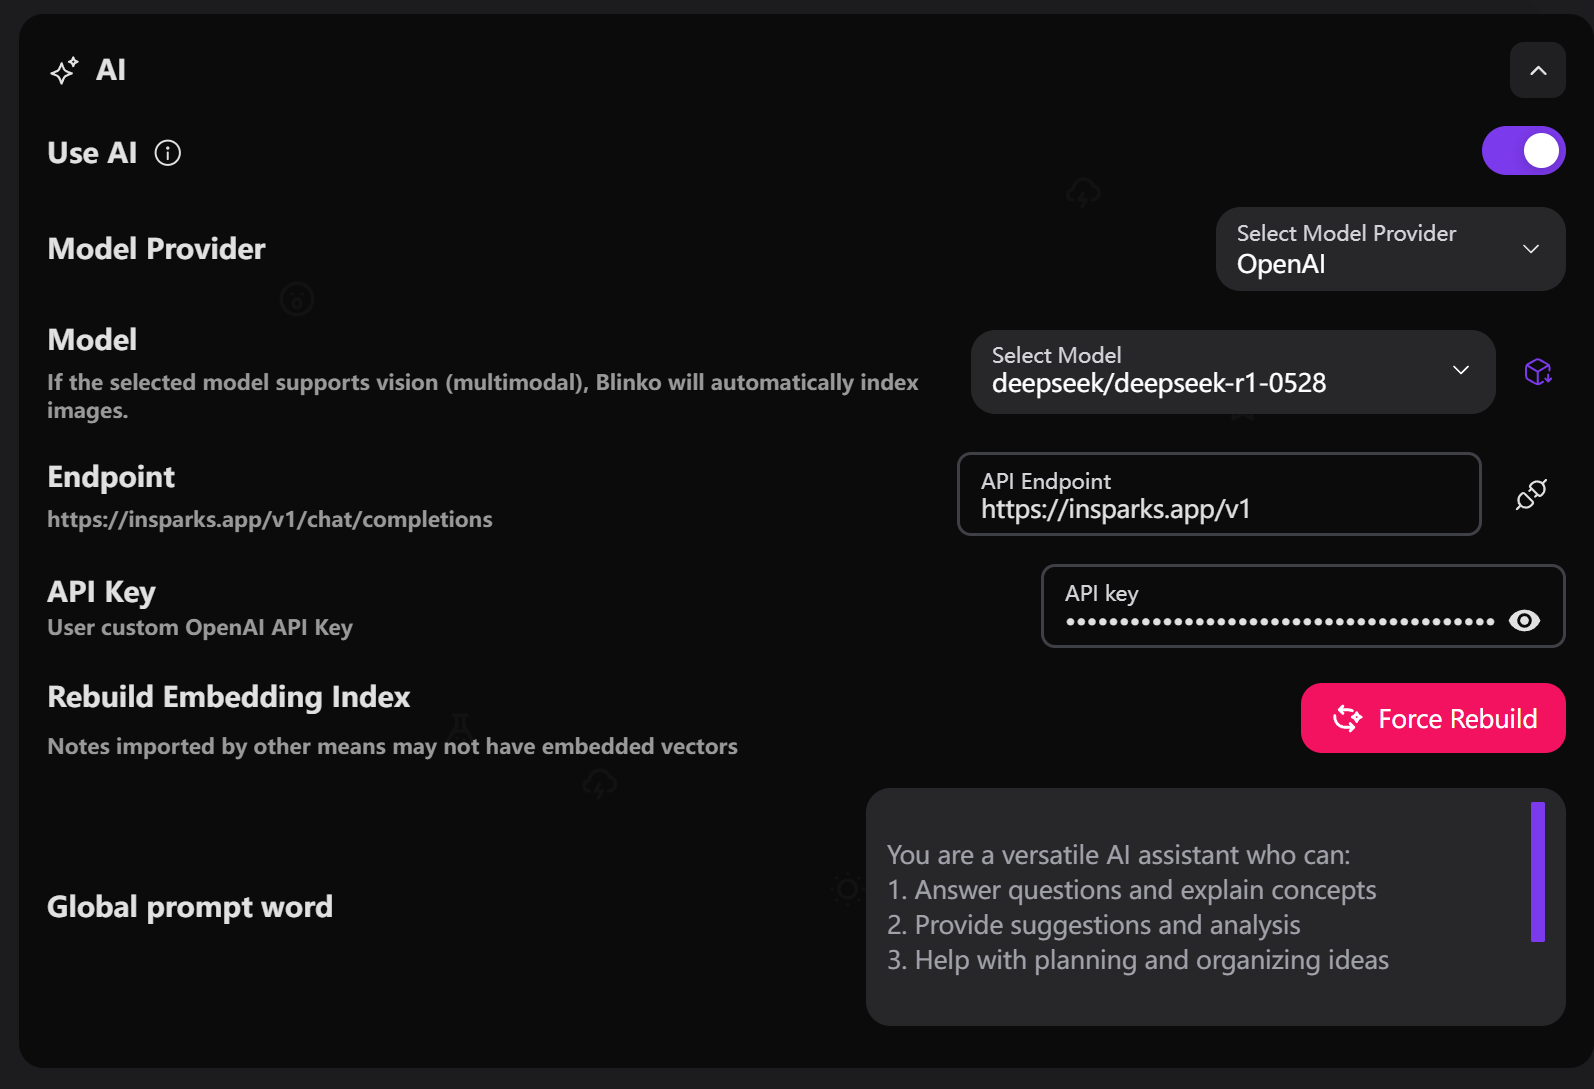 AI
Use AI
Model Provider
Select Model Provider
OpenAI
Model
If the selected model supports vision (multimodal), Blinko will automatically index
images.
Select Model
deepseek/deepseek-r1-0528
Endpoint
https://insparks.app/v1/chat/completions
API Endpoint
https://insparks.app/v1
API Key
User custom OpenAI API Key
API key
Rebuild Embedding Index
Notes imported by other means may not have embedded vectors
Force Rebuild
Global prompt word
You are a versatile AI assistant who can:
1. Answer questions and explain concepts
2. Provide suggestions and analysis
3. Help with planning and organizing ideas